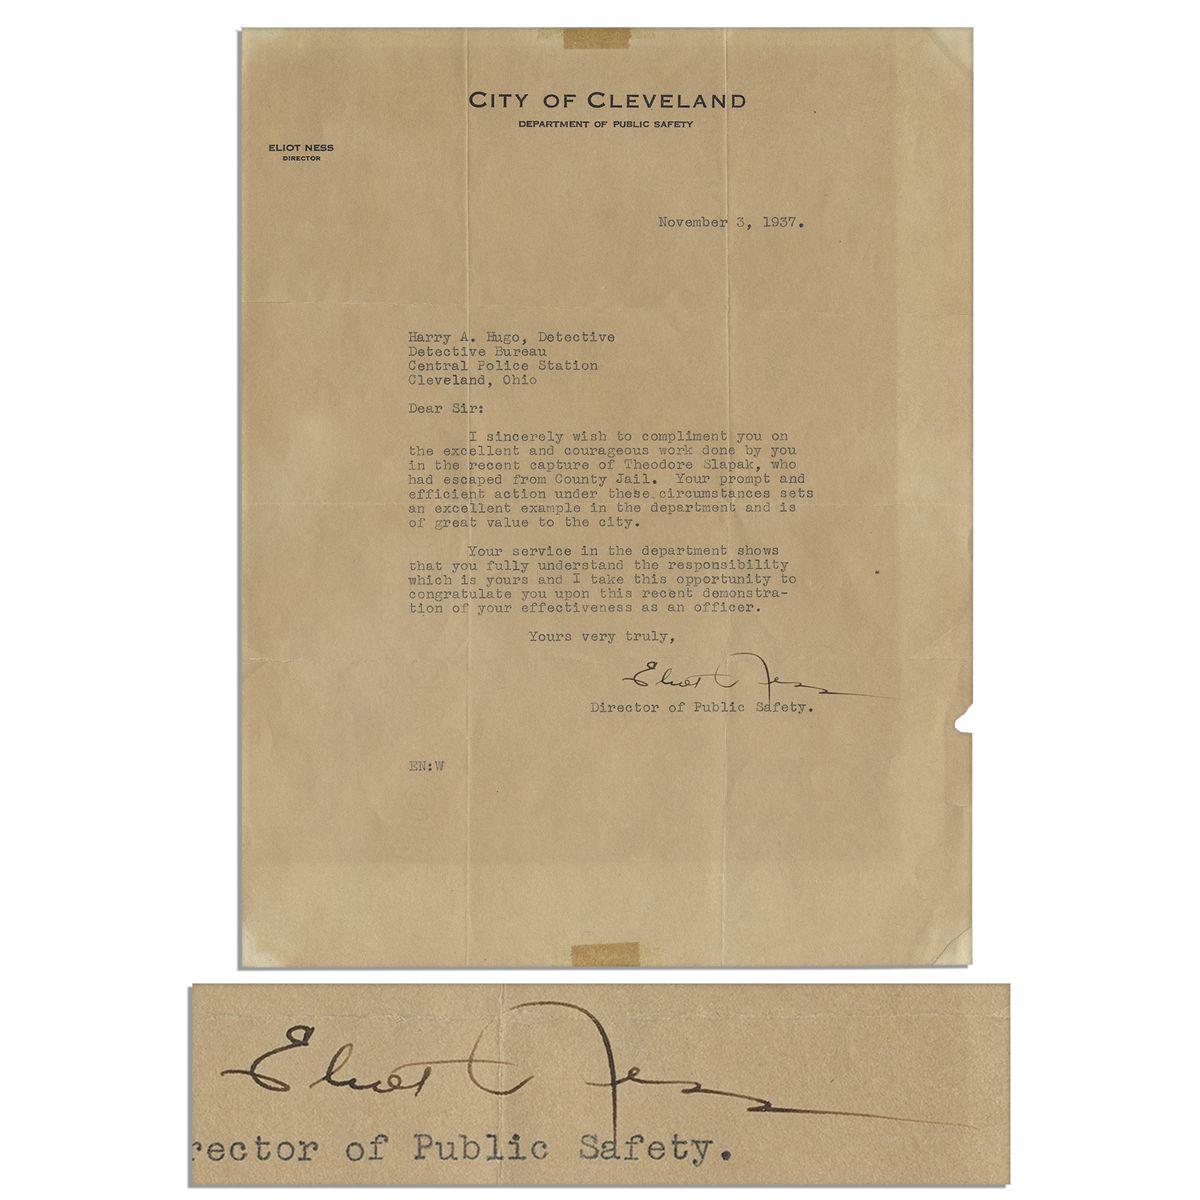 CITY OF CLEVELAND
DEPARTMENT OF PUBLIC SAFETY
ELIOT NESS
DIRECTOR
November 3, 1937.
Harry A. Hugo, Detective
Detective Bureau
Central Police Station
Cleveland, Ohio
Dear Sir:
I sincerely wish to compliment you on
the excellent and courageous work done by you
in the recent capture of Theodore Slapak, who
had escaped from County Jail. Your prompt and
efficient action under these circumstances sets
an excellent example in the department and is
of great value to the city.
Your service in the department shows
that you fully understand the responsibility
which is yours and I take this opportunity to
congratulate you upon this recent demonstra-
tion of your effectiveness as an officer.
Yours very truly,
Eliot Ness
Director of Public Safety.
EN:W
Eliot Ness
rector of Public Safety.